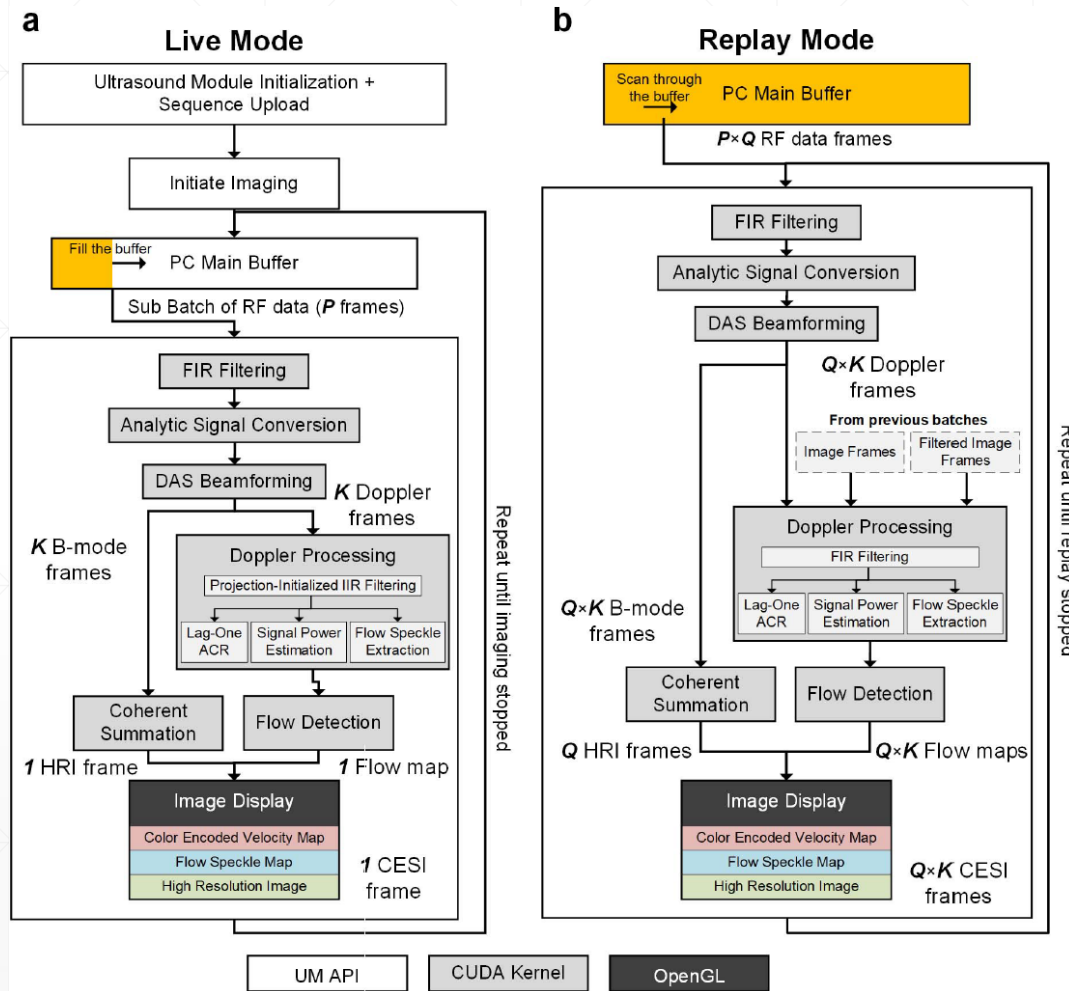 a
Live Mode
Ultrasound Module Initialization +
Sequence Upload
Initiate Imaging
Fill the buffer
PC Main Buffer
Sub Batch of RF data (P frames)
FIR Filtering
Analytic Signal Conversion
DAS Beamforming
K Doppler
frames
K B-mode
frames
Doppler Processing
Projection-Initialized IIR Filtering
Lag-One
ACR
Signal Power
Estimation
Flow Speckle
Extraction
Coherent
Summation
Flow Detection
1 HRI frame
1 Flow map
Image Display
Color Encoded Velocity Map
Flow Speckle Map
High Resolution Image
1 CESI
frame
Repeat until imaging stopped
b
Replay Mode
Scan through
the buffer
PC Main Buffer
P×Q RF data frames
FIR Filtering
Analytic Signal Conversion
DAS Beamforming
Q×K Doppler
frames
From previous batches
Image Frames
Filtered Image
Frames
Doppler Processing
FIR Filtering
Lag-One
ACR
Signal Power
Estimation
Flow Speckle
Extraction
Q×K B-mode
frames
Coherent
Summation
Flow Detection
Q HRI frames
Q×K Flow maps
Image Display
Color Encoded Velocity Map
Flow Speckle Map
High Resolution Image
Q×K CESI
frames
Repeat until replay stopped
UM API
CUDA Kernel
OpenGL